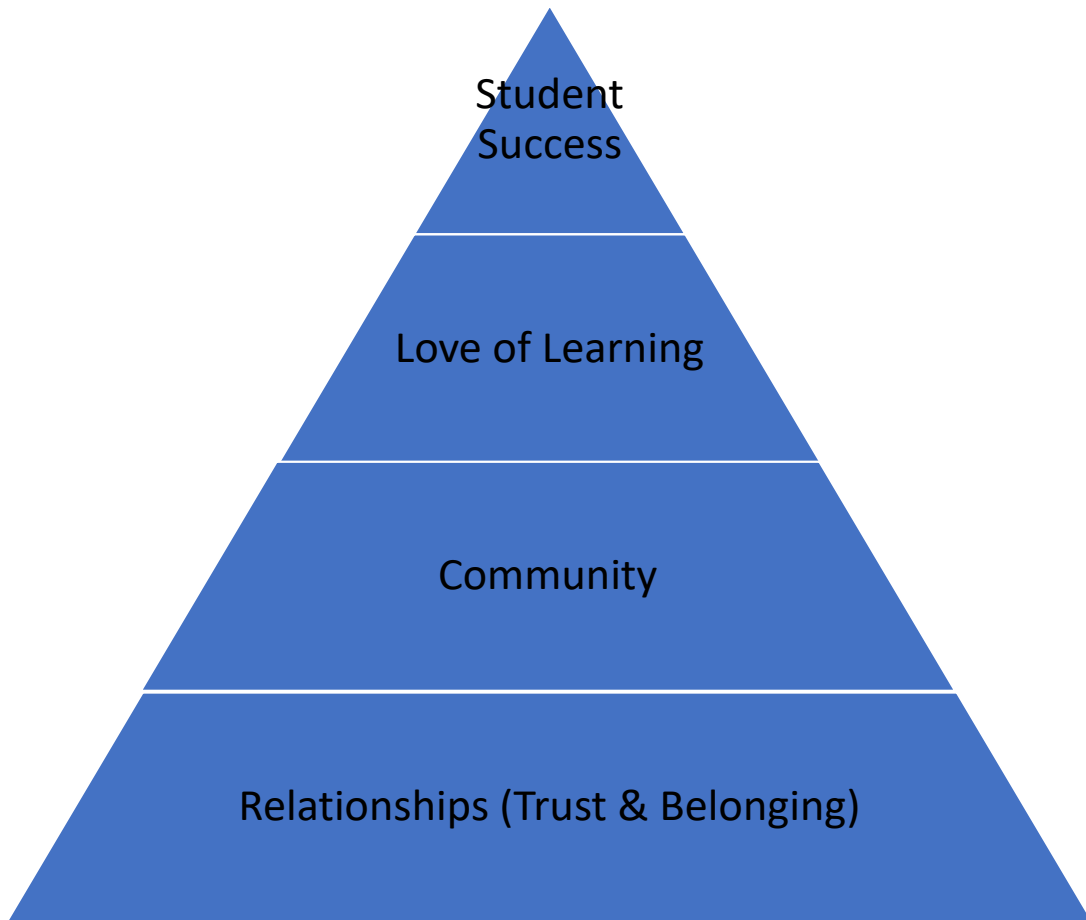 Student
Success
Love of Learning
Community
Relationships (Trust & Belonging)